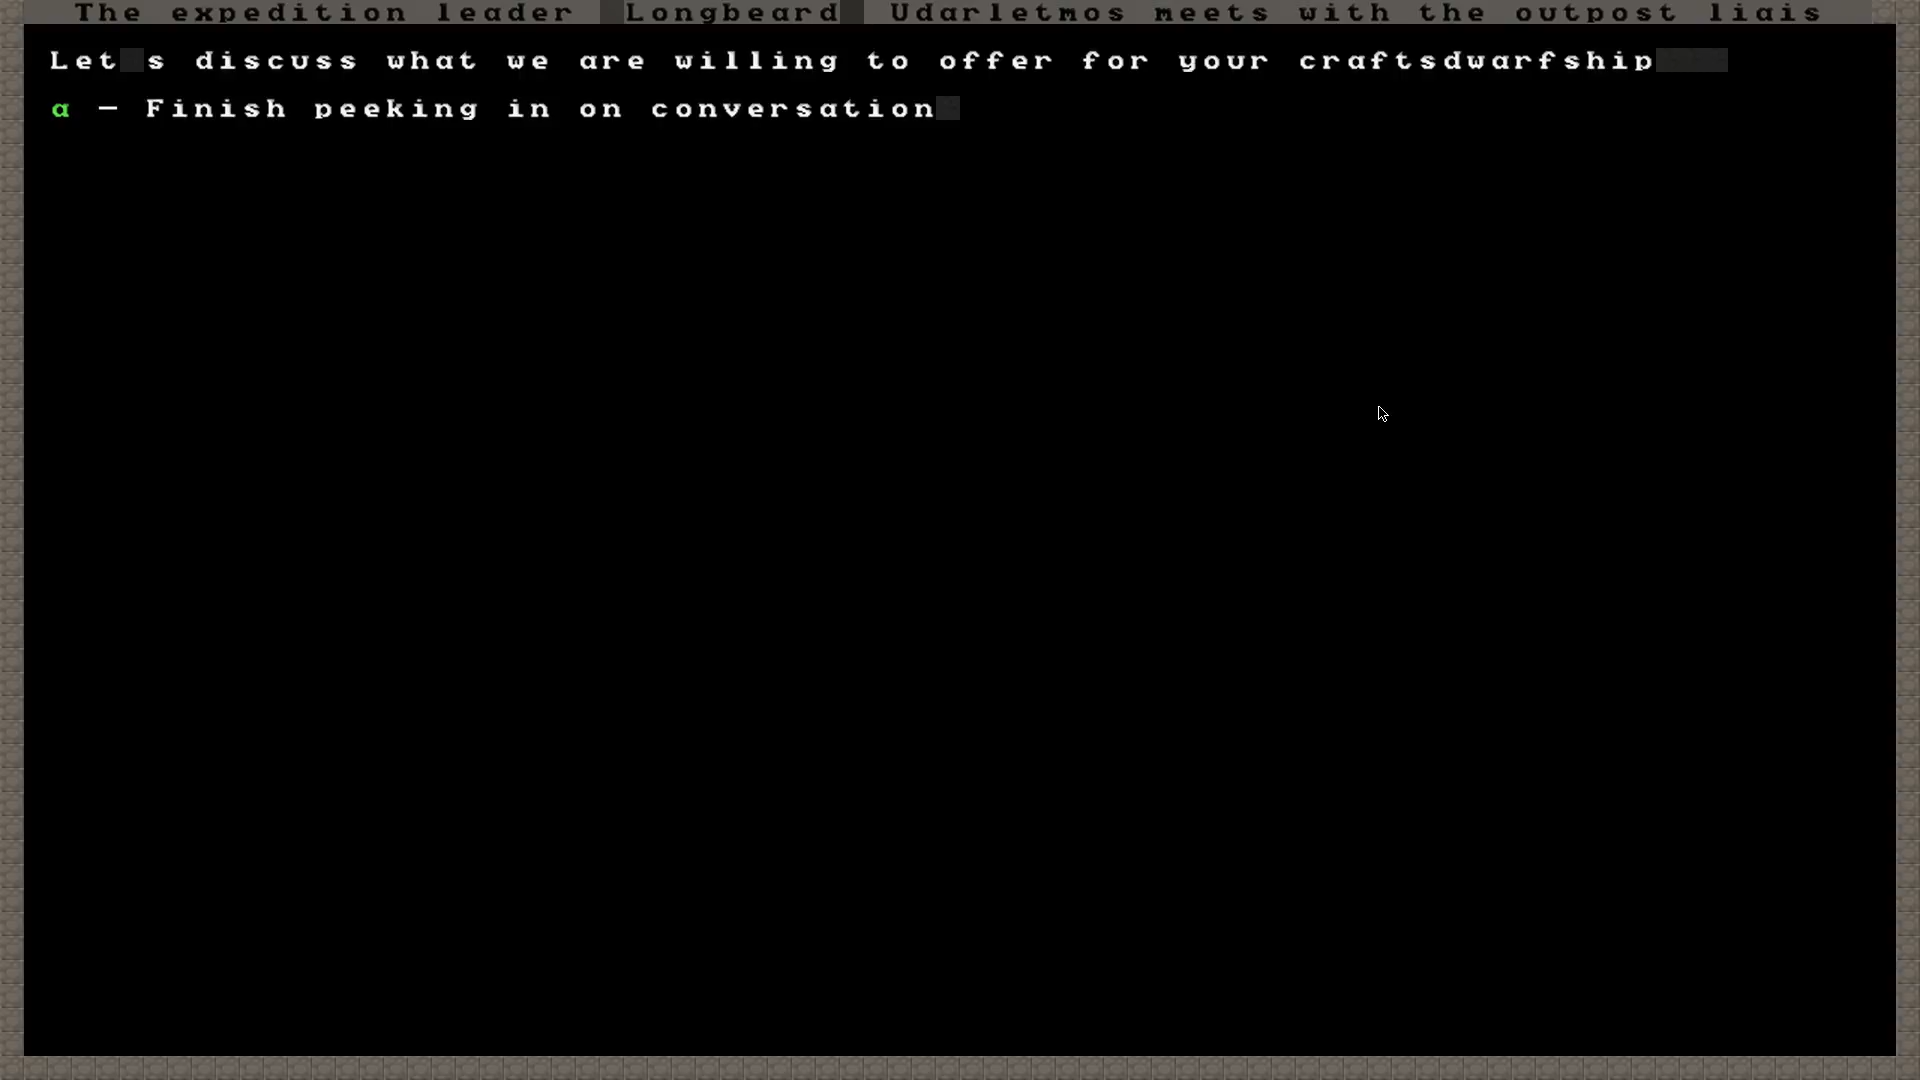 The expedition leader Longbeard Udarletmos meets with the outpost liais
Let s discuss what we are willing to offer for your craftsdwarfship
a - Finish peeking in on conversation